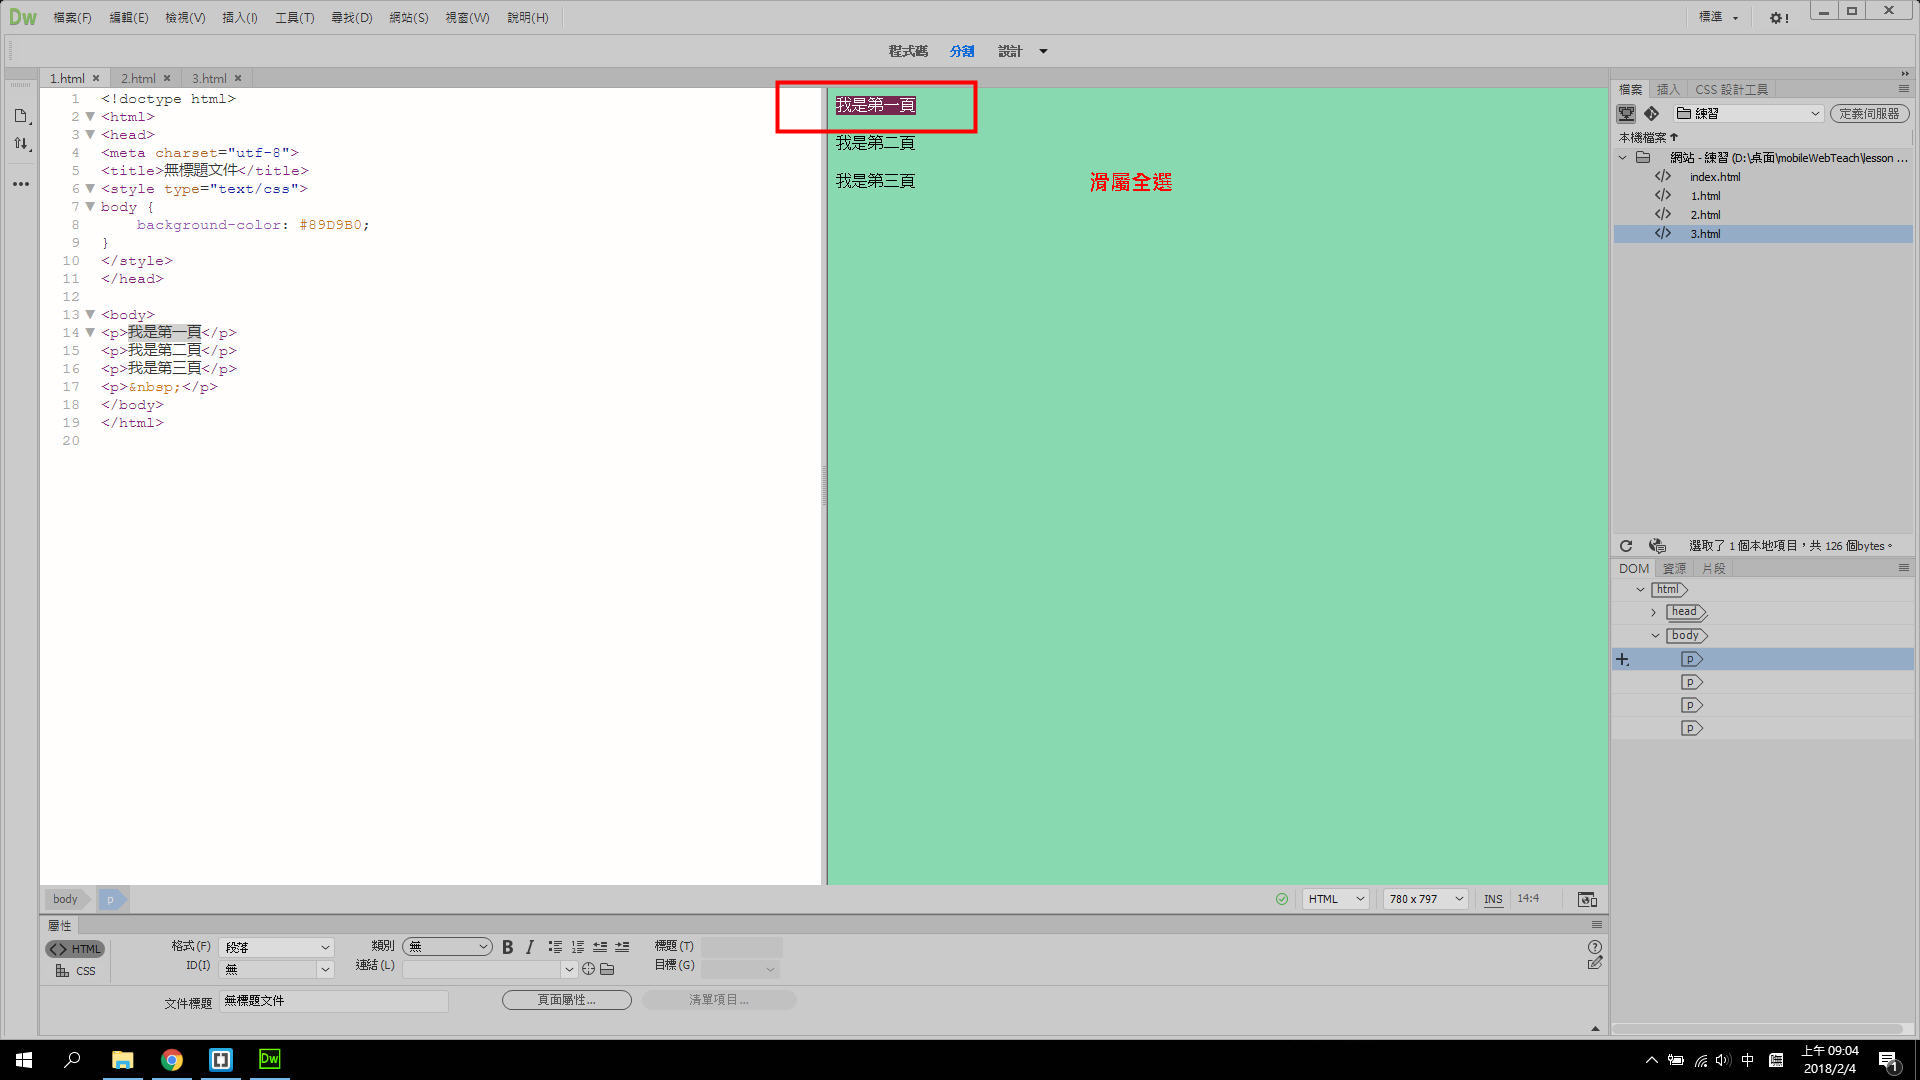 Dw 檔案(F) 編輯(E) 檢視(V) 插入(I) 工具(T) 尋找(D) 網站(S) 視窗(W) 說明(H) 標準
程式碼 分割 設計
1.html 2.html 3.html
1 <!doctype html>
2 <html>
3 <head>
4 <meta charset="utf-8">
5 <title>無標題文件</title>
6 <style type="text/css">
7 body {
8 background-color: #89D9B0;
9 }
10 </style>
11 </head>
12
13 <body>
14 <p>我是第一頁</p>
15 <p>我是第二頁</p>
16 <p>我是第三頁</p>
17 <p>&nbsp;</p>
18 </body>
19 </html>
20
我是第一頁
我是第二頁
我是第三頁
滑屬全選
檔案 插入 CSS 設計工具
練習 定義伺服器
本機檔案
網站 - 練習 (D:\桌面\mobileWebTeach\lesson ...
index.html
1.html
2.html
3.html
選取了 1 個本地項目，共 126 個bytes。
DOM 資源 片段
html
head
body
p
p
p
p
body p HTML 780 x 797 INS 14:4
屬性
HTML 格式(F) 段落 類別 無 B I 標題(T)
CSS ID(I) 無 連結(L) 目標(G)
文件標題 無標題文件 頁面屬性... 清單項目...
Dw 中 上午 09:04
2018/2/4 1